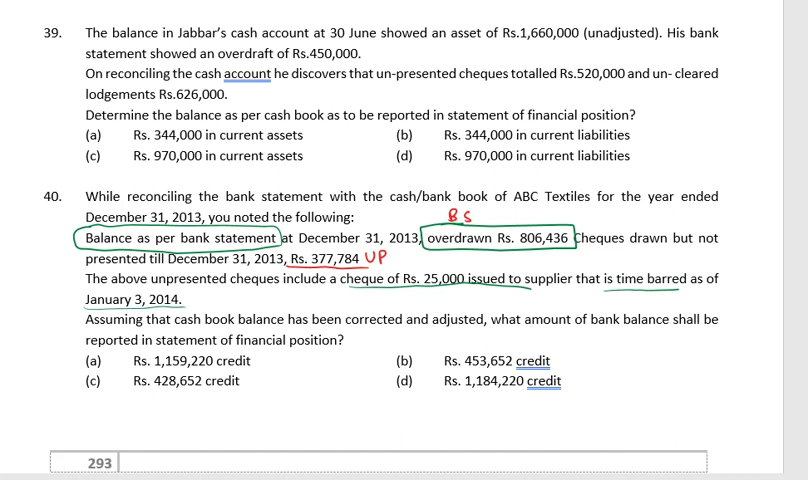 39. The balance in Jabbar's cash account at 30 June showed an asset of Rs.1,660,000 (unadjusted). His bank
statement showed an overdraft of Rs.450,000.
On reconciling the cash account he discovers that un-presented cheques totalled Rs.520,000 and un- cleared
lodgements Rs.626,000.
Determine the balance as per cash book as to be reported in statement of financial position?
(a) Rs. 344,000 in current assets (b) Rs. 344,000 in current liabilities
(c) Rs. 970,000 in current assets (d) Rs. 970,000 in current liabilities
40. While reconciling the bank statement with the cash/bank book of ABC Textiles for the year ended
December 31, 2013, you noted the following:
BS
Balance as per bank statement at December 31, 2013, overdrawn Rs. 806,436 Cheques drawn but not
presented till December 31, 2013, Rs. 377,784 UP
The above unpresented cheques include a cheque of Rs. 25,000 issued to supplier that is time barred as of
January 3, 2014.
Assuming that cash book balance has been corrected and adjusted, what amount of bank balance shall be
reported in statement of financial position?
(a) Rs. 1,159,220 credit (b) Rs. 453,652 credit
(c) Rs. 428,652 credit (d) Rs. 1,184,220 credit
293